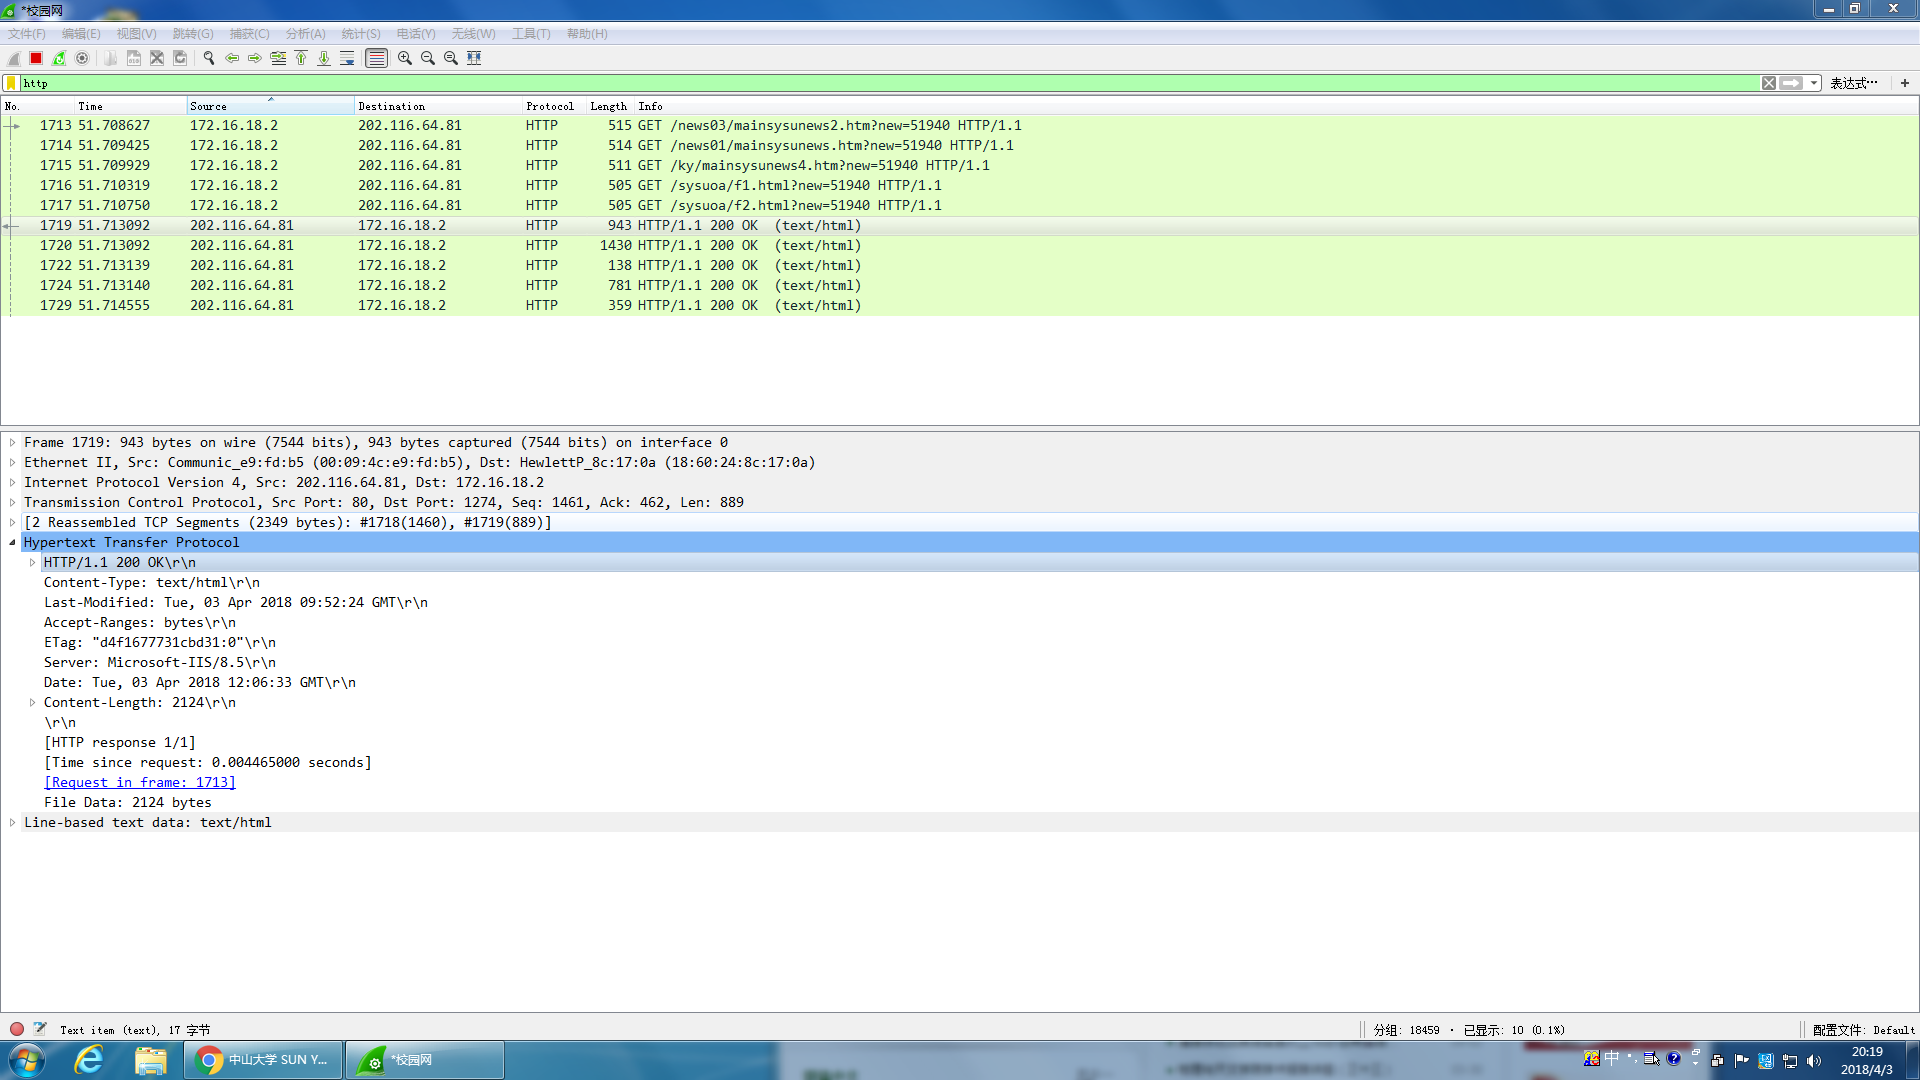 *校园网
文件(F) 编辑(E) 视图(V) 跳转(G) 捕获(C) 分析(A) 统计(S) 电话(Y) 无线(W) 工具(T) 帮助(H)
http 表达式… +
No. Time Source Destination Protocol Length Info
1713 51.708627 172.16.18.2 202.116.64.81 HTTP 515 GET /news03/mainsysunews2.htm?new=51940 HTTP/1.1
1714 51.709425 172.16.18.2 202.116.64.81 HTTP 514 GET /news01/mainsysunews.htm?new=51940 HTTP/1.1
1715 51.709929 172.16.18.2 202.116.64.81 HTTP 511 GET /ky/mainsysunews4.htm?new=51940 HTTP/1.1
1716 51.710319 172.16.18.2 202.116.64.81 HTTP 505 GET /sysuoa/f1.html?new=51940 HTTP/1.1
1717 51.710750 172.16.18.2 202.116.64.81 HTTP 505 GET /sysuoa/f2.html?new=51940 HTTP/1.1
1719 51.713092 202.116.64.81 172.16.18.2 HTTP 943 HTTP/1.1 200 OK (text/html)
1720 51.713092 202.116.64.81 172.16.18.2 HTTP 1430 HTTP/1.1 200 OK (text/html)
1722 51.713139 202.116.64.81 172.16.18.2 HTTP 138 HTTP/1.1 200 OK (text/html)
1724 51.713140 202.116.64.81 172.16.18.2 HTTP 781 HTTP/1.1 200 OK (text/html)
1729 51.714555 202.116.64.81 172.16.18.2 HTTP 359 HTTP/1.1 200 OK (text/html)
Frame 1719: 943 bytes on wire (7544 bits), 943 bytes captured (7544 bits) on interface 0
Ethernet II, Src: Communic_e9:fd:b5 (00:09:4c:e9:fd:b5), Dst: HewlettP_8c:17:0a (18:60:24:8c:17:0a)
Internet Protocol Version 4, Src: 202.116.64.81, Dst: 172.16.18.2
Transmission Control Protocol, Src Port: 80, Dst Port: 1274, Seq: 1461, Ack: 462, Len: 889
[2 Reassembled TCP Segments (2349 bytes): #1718(1460), #1719(889)]
Hypertext Transfer Protocol
HTTP/1.1 200 OK\r\n
Content-Type: text/html\r\n
Last-Modified: Tue, 03 Apr 2018 09:52:24 GMT\r\n
Accept-Ranges: bytes\r\n
ETag: "d4f1677731cbd31:0"\r\n
Server: Microsoft-IIS/8.5\r\n
Date: Tue, 03 Apr 2018 12:06:33 GMT\r\n
Content-Length: 2124\r\n
\r\n
[HTTP response 1/1]
[Time since request: 0.004465000 seconds]
[Request in frame: 1713]
File Data: 2124 bytes
Line-based text data: text/html
Text item (text), 17 字节 分组: 18459 · 已显示: 10 (0.1%) 配置文件: Default
中山大学 SUN Y... *校园网 中 20:19
2018/4/3